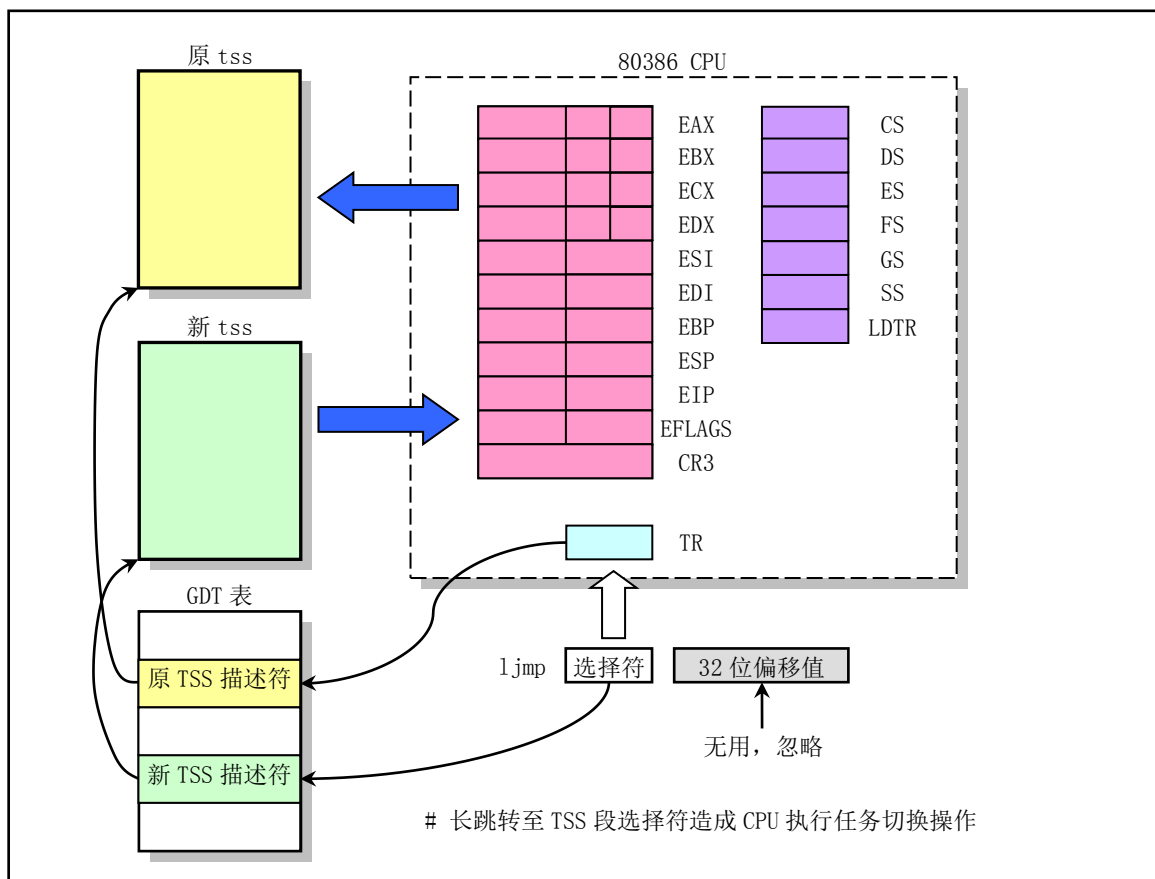 原 tss
80386 CPU
EAX
EBX
ECX
EDX
ESI
EDI
EBP
ESP
EIP
EFLAGS
CR3
CS
DS
ES
FS
GS
SS
LDTR
新 tss
TR
GDT 表
原 TSS 描述符
新 TSS 描述符
ljmp 选择符 32 位偏移值
无用，忽略
# 长跳转至 TSS 段选择符造成 CPU 执行任务切换操作